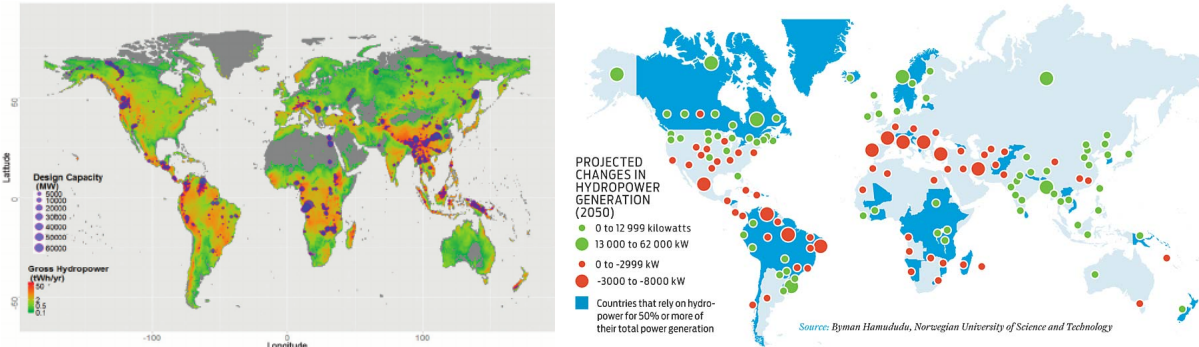 50
0
-50
Latitude
-100
0
100
Longitude
Design Capacity
(MW)
5000
10000
20000
30000
40000
50000
60000
Gross Hydropower
(TWh/yr)
50
2
0.5
0.1
PROJECTED
CHANGES IN
HYDROPOWER
GENERATION
(2050)
0 to 12 999 kilowatts
13 000 to 62 000 kW
0 to -2999 kW
-3000 to -8000 kW
Countries that rely on hydro-
power for 50% or more of
their total power generation
Source: Byman Hamududu, Norwegian University of Science and Technology